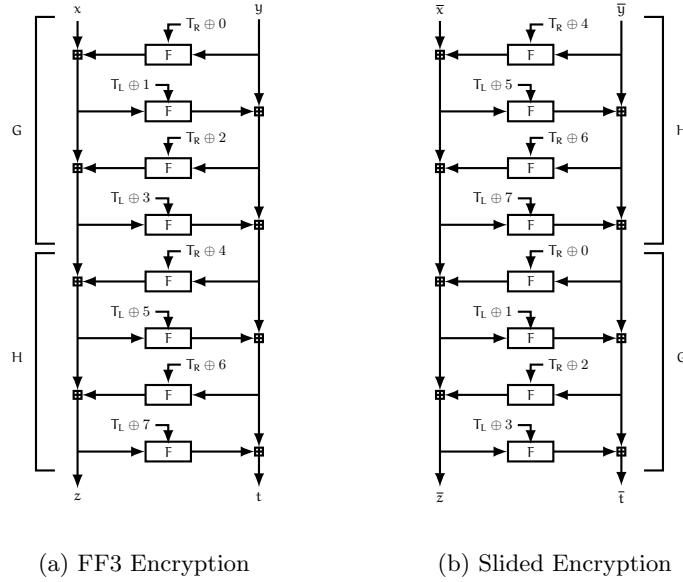 x y x̅ y̅
T_R ⊕ 0 T_R ⊕ 4
F F
T_L ⊕ 1 T_L ⊕ 5
F F
G H
T_R ⊕ 2 T_R ⊕ 6
F F
T_L ⊕ 3 T_L ⊕ 7
F F
T_R ⊕ 4 T_R ⊕ 0
F F
T_L ⊕ 5 T_L ⊕ 1
F F
H G
T_R ⊕ 6 T_R ⊕ 2
F F
T_L ⊕ 7 T_L ⊕ 3
F F
z t z̅ t̅
(a) FF3 Encryption (b) Slided Encryption